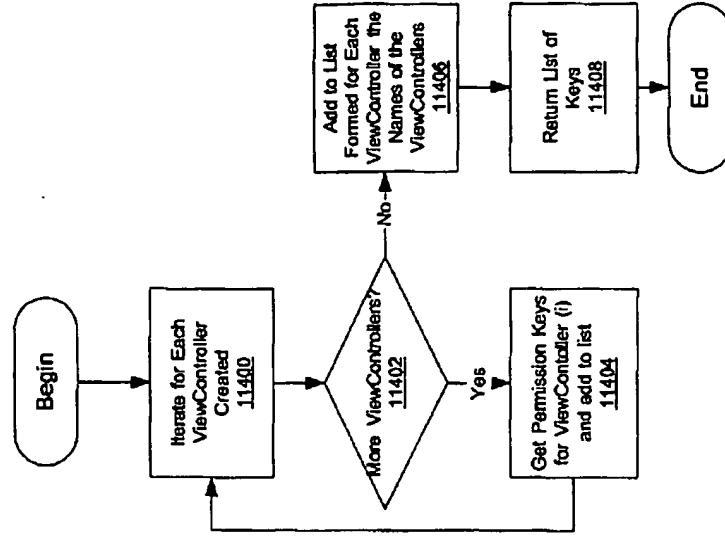 Begin
Iterate for Each
ViewController
Created
11400
More ViewControllers?
11402
Yes
Get Permission Keys
for ViewContoller (i)
and add to list
11404
No
Add to List
Formed for Each
ViewController the
Names of the
ViewControllers
11406
Return List of
Keys
11408
End